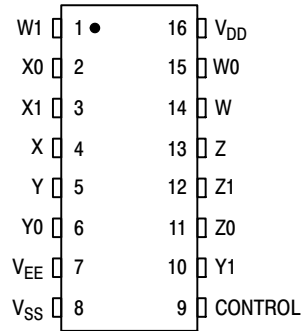 W1 1 16 VDD
X0 2 15 W0
X1 3 14 W
X 4 13 Z
Y 5 12 Z1
Y0 6 11 Z0
VEE 7 10 Y1
VSS 8 9 CONTROL